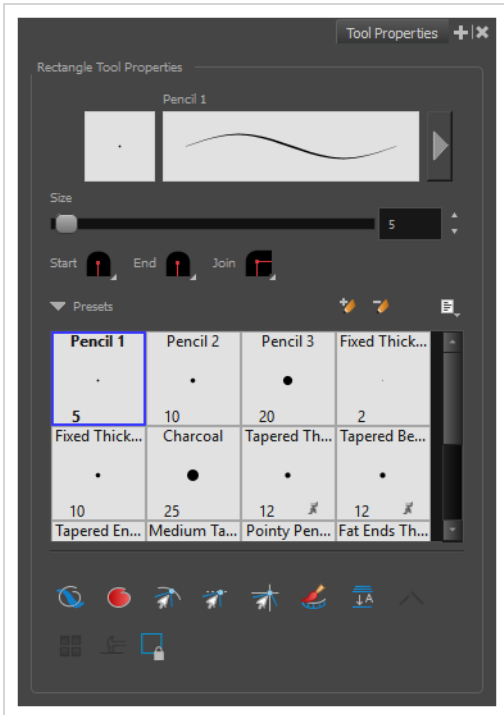 Tool Properties
Rectangle Tool Properties
Pencil 1
Size
5
Start End Join
Presets
Pencil 1 Pencil 2 Pencil 3 Fixed Thick...
5 10 20 2
Fixed Thick... Charcoal Tapered Th... Tapered Be...
10 25 12 12
Tapered En... Medium Ta... Pointy Pen... Fat Ends Th...
A